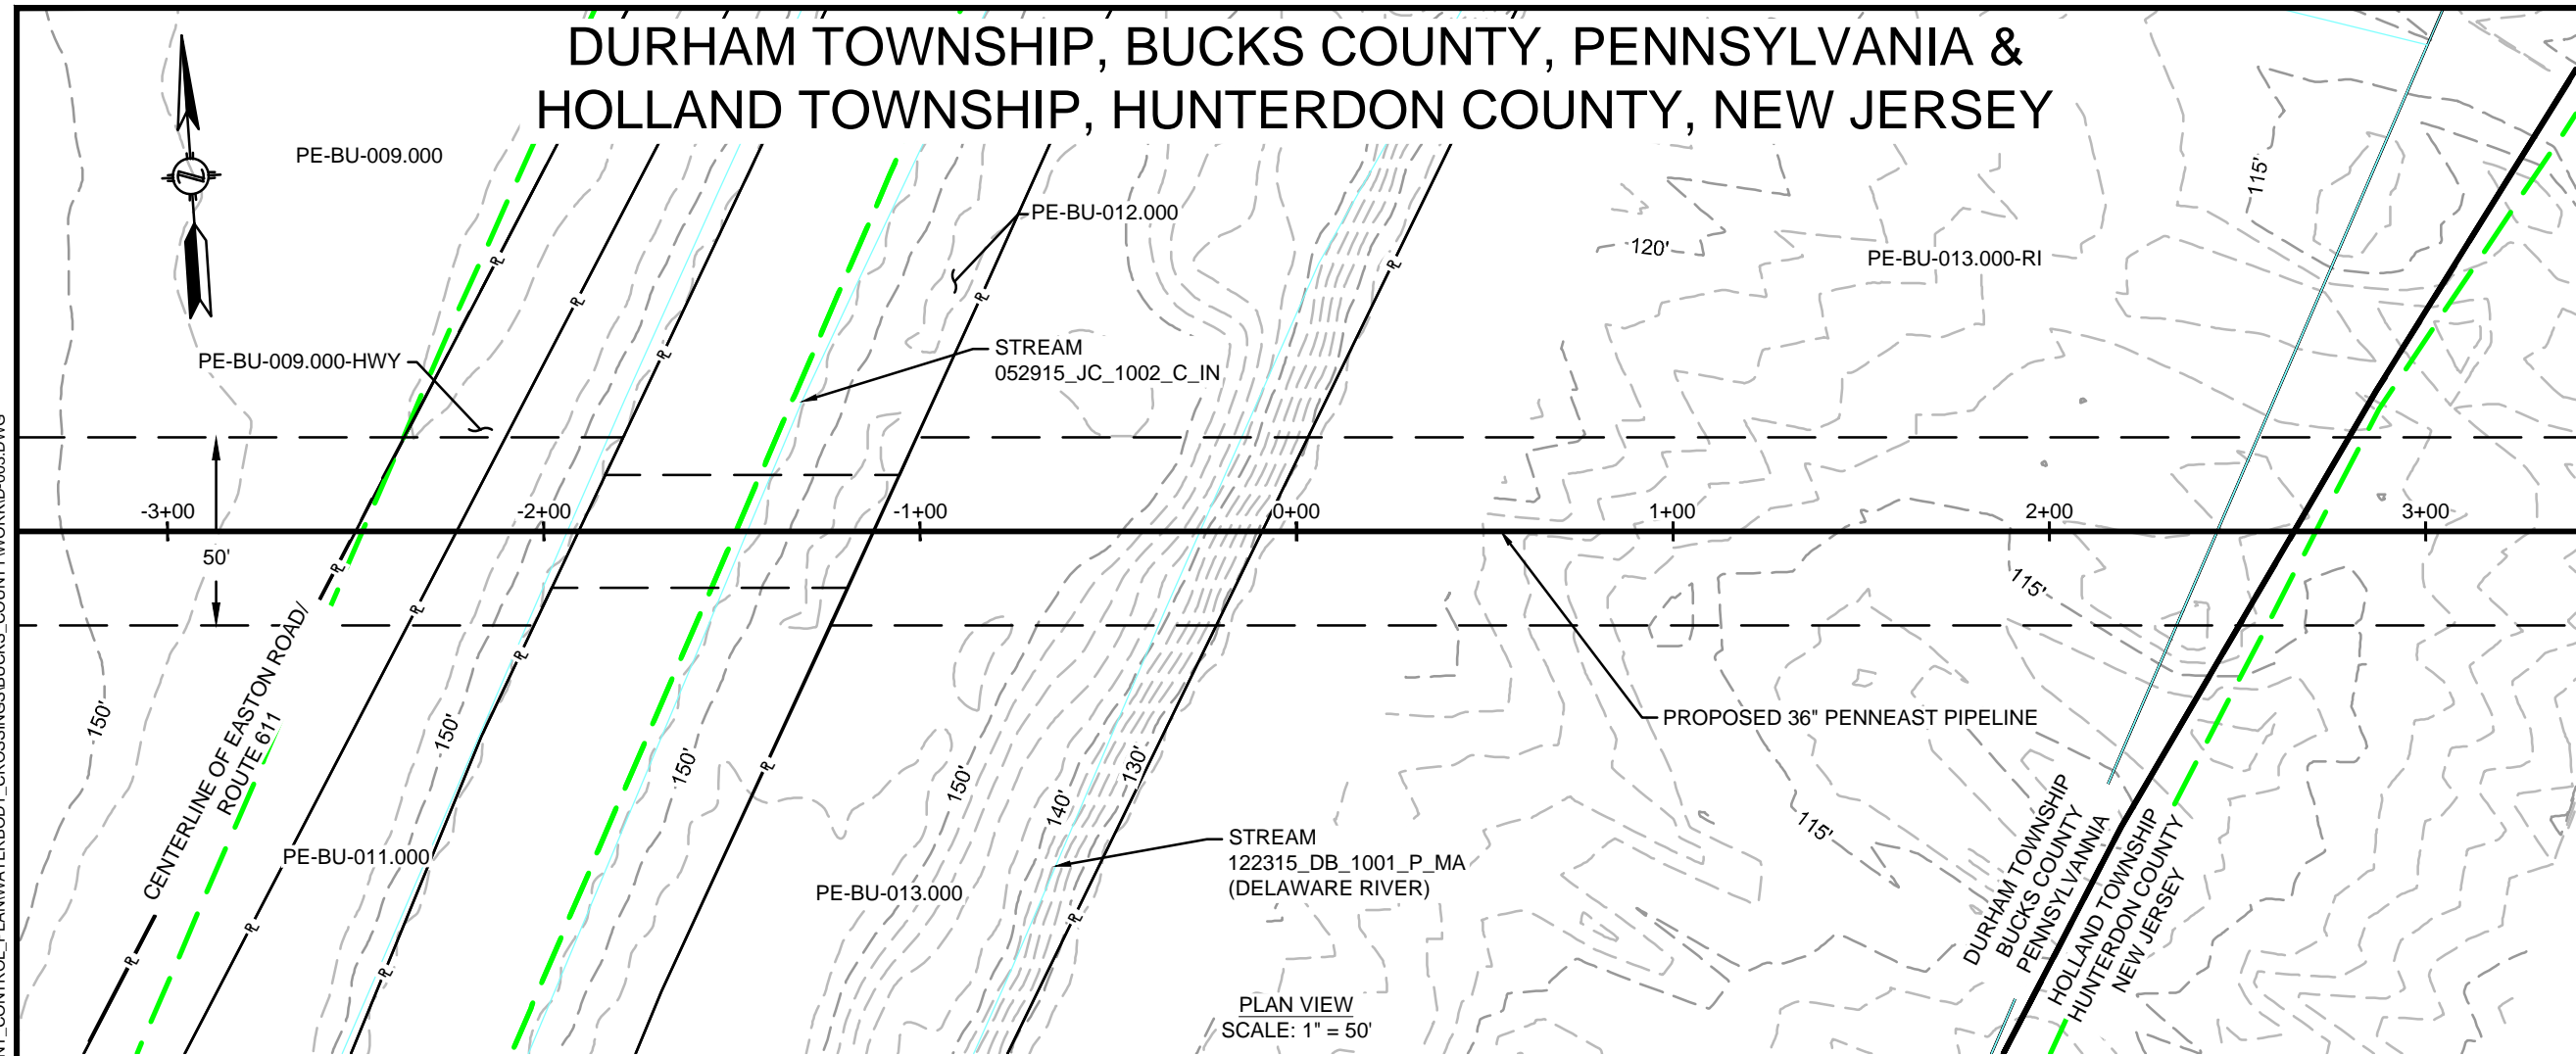 DURHAM TOWNSHIP, BUCKS COUNTY, PENNSYLVANIA &
HOLLAND TOWNSHIP, HUNTERDON COUNTY, NEW JERSEY
PE-BU-009.000
PE-BU-012.000
115'
120'
PE-BU-013.000-RI
STREAM
052915_JC_1002_C_IN
PE-BU-009.000-HWY
-3+00
-2+00
-1+00
0+00
1+00
2+00
3+00
50'
115'
CENTERLINE OF EASTON ROAD/
ROUTE 611
150'
150'
150'
150'
140'
130'
PROPOSED 36" PENNEAST PIPELINE
115'
PE-BU-011.000
PE-BU-013.000
STREAM
122315_DB_1001_P_MA
(DELAWARE RIVER)
DURHAM TOWNSHIP
BUCKS COUNTY
PENNSYLVANNIA
HOLLAND TOWNSHIP
HUNTERDON COUNTY
NEW JERSEY
PLAN VIEW
SCALE: 1" = 50'